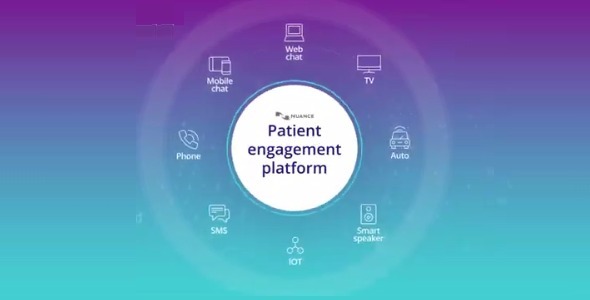 Web
chat
Mobile
chat
TV
NUANCE
Patient
engagement
platform
Phone
Auto
SMS
Smart
speaker
IOT